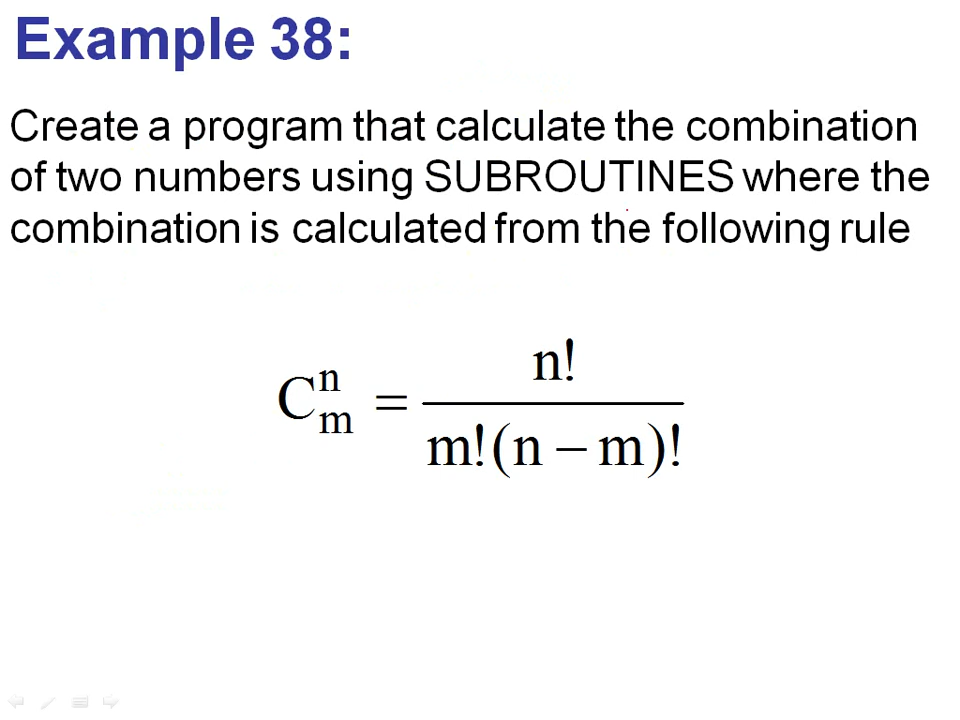 Example 38:
Create a program that calculate the combination
of two numbers using SUBROUTINES where the
combination is calculated from the following rule
C^n_m = n! / m!(n − m)!